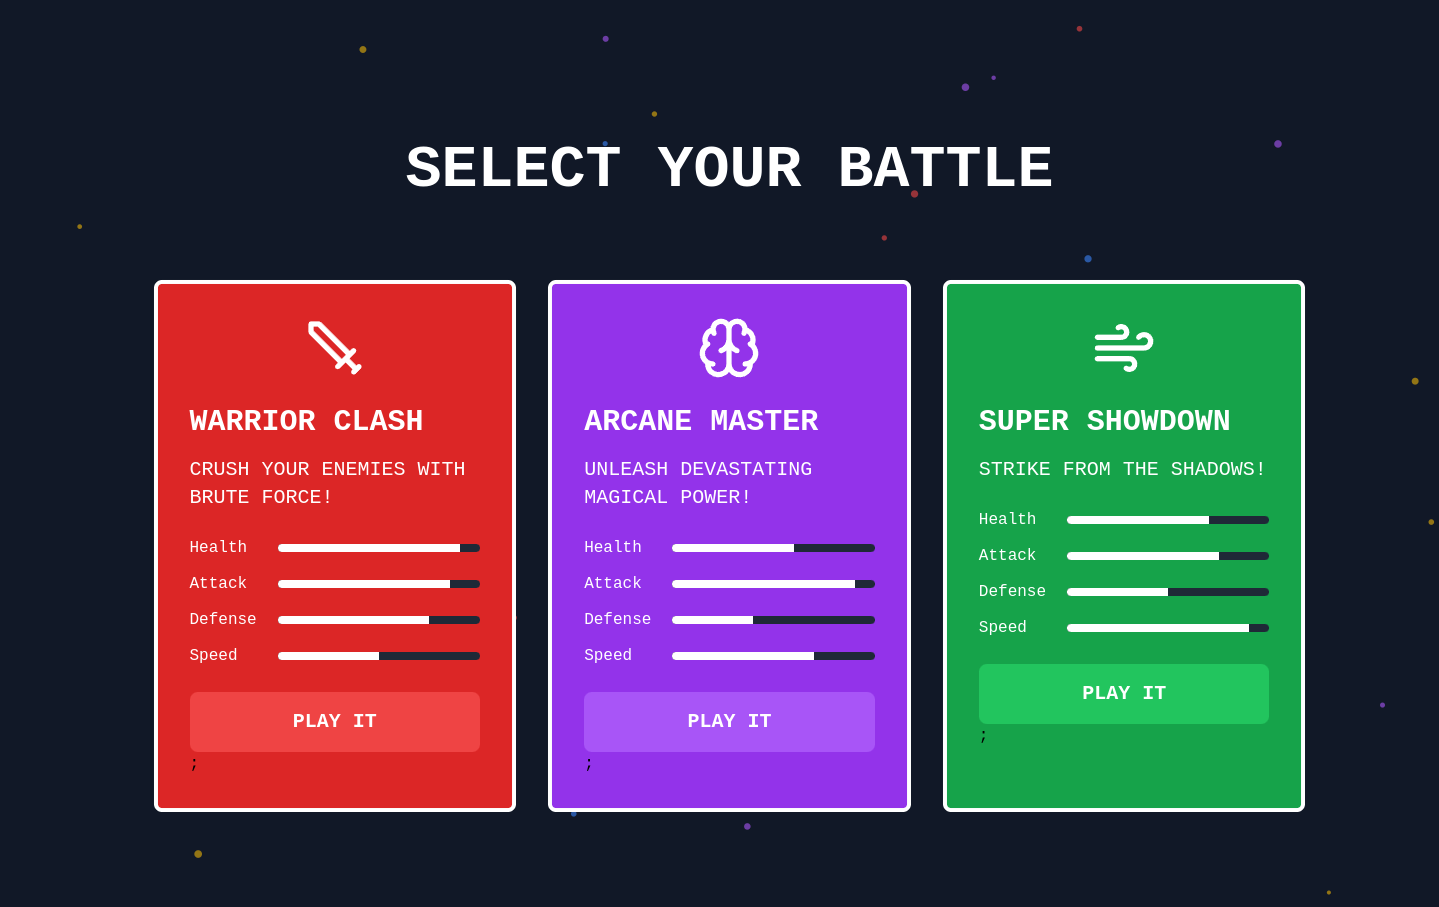 SELECT YOUR BATTLE
WARRIOR CLASH
CRUSH YOUR ENEMIES WITH
BRUTE FORCE!
Health
Attack
Defense
Speed
PLAY IT
;
ARCANE MASTER
UNLEASH DEVASTATING
MAGICAL POWER!
Health
Attack
Defense
Speed
PLAY IT
;
SUPER SHOWDOWN
STRIKE FROM THE SHADOWS!
Health
Attack
Defense
Speed
PLAY IT
;